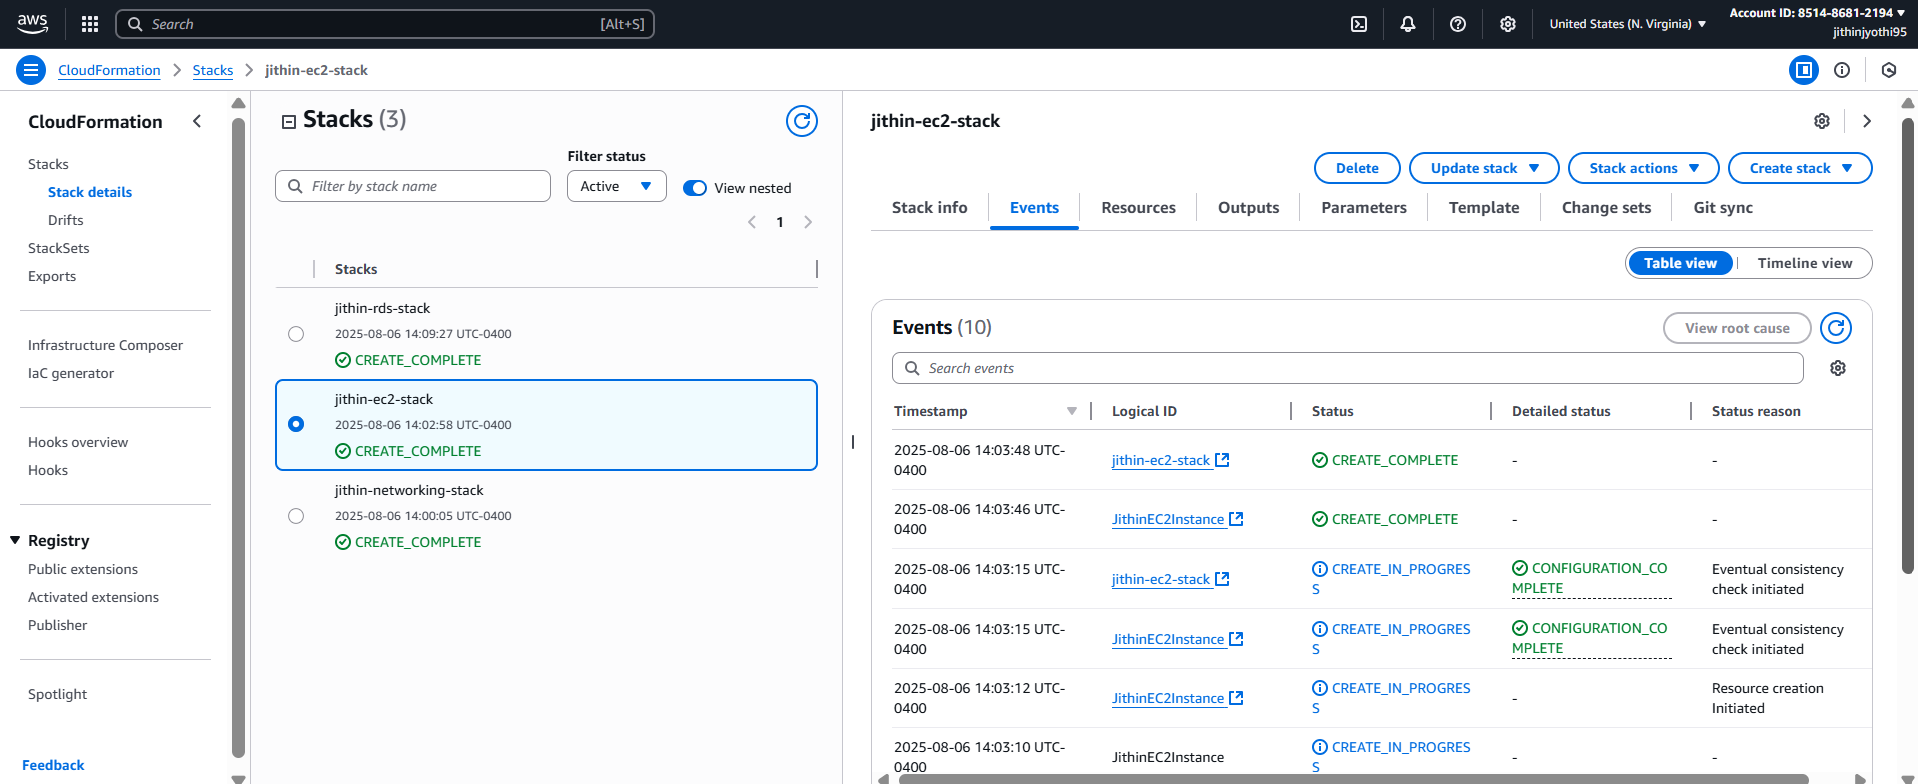 aws
Search
[Alt+S]
United States (N. Virginia)
Account ID: 8514-8681-2194
jithinjyothi95
CloudFormation
Stacks
jithin-ec2-stack
CloudFormation
Stacks
Stack details
Drifts
StackSets
Exports
Infrastructure Composer
IaC generator
Hooks overview
Hooks
Registry
Public extensions
Activated extensions
Publisher
Spotlight
Feedback
Stacks (3)
Filter status
Filter by stack name
Active
View nested
1
Stacks
jithin-rds-stack
2025-08-06 14:09:27 UTC-0400
CREATE_COMPLETE
jithin-ec2-stack
2025-08-06 14:02:58 UTC-0400
CREATE_COMPLETE
jithin-networking-stack
2025-08-06 14:00:05 UTC-0400
CREATE_COMPLETE
jithin-ec2-stack
Delete
Update stack
Stack actions
Create stack
Stack info
Events
Resources
Outputs
Parameters
Template
Change sets
Git sync
Table view
Timeline view
Events (10)
View root cause
Search events
Timestamp
Logical ID
Status
Detailed status
Status reason
2025-08-06 14:03:48 UTC-
0400
jithin-ec2-stack
CREATE_COMPLETE
-
-
2025-08-06 14:03:46 UTC-
0400
JithinEC2Instance
CREATE_COMPLETE
-
-
2025-08-06 14:03:15 UTC-
0400
jithin-ec2-stack
CREATE_IN_PROGRES
S
CONFIGURATION_CO
MPLETE
Eventual consistency
check initiated
2025-08-06 14:03:15 UTC-
0400
JithinEC2Instance
CREATE_IN_PROGRES
S
CONFIGURATION_CO
MPLETE
Eventual consistency
check initiated
2025-08-06 14:03:12 UTC-
0400
JithinEC2Instance
CREATE_IN_PROGRES
S
-
Resource creation
Initiated
2025-08-06 14:03:10 UTC-
0400
JithinEC2Instance
CREATE_IN_PROGRES
S
-
-